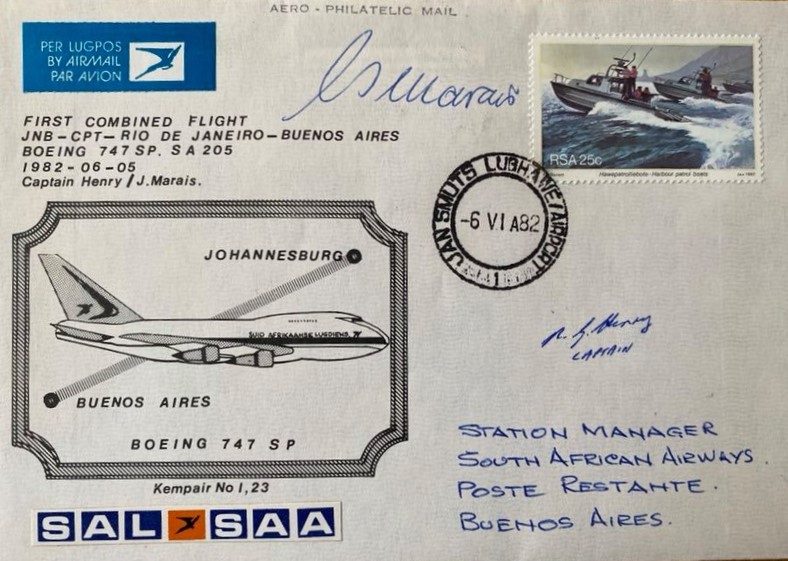 AERO - PHILATELIC MAIL
PER LUGPOS
BY AIRMAIL
PAR AVION
FIRST COMBINED FLIGHT
JNB-CPT-RIO DE JANEIRO-BUENOS AIRES
BOEING 747 SP. SA 205
1982-06-05
Captain Henry/J.Marais.
Marais
RSA 25c
Hawepatrolliebote · Harbour patrol boats
JAN SMUTS LUGHAWE/AIRPORT
-6 VI A82
1
JOHANNESBURG
SUID AFRIKAANSE LUGDIENS
BUENOS AIRES
BOEING 747 SP
Kempair No 1,23
SAL SAA
Henry
CAPTAIN
STATION MANAGER
SOUTH AFRICAN AIRWAYS.
POSTE RESTANTE.
BUENOS AIRES.